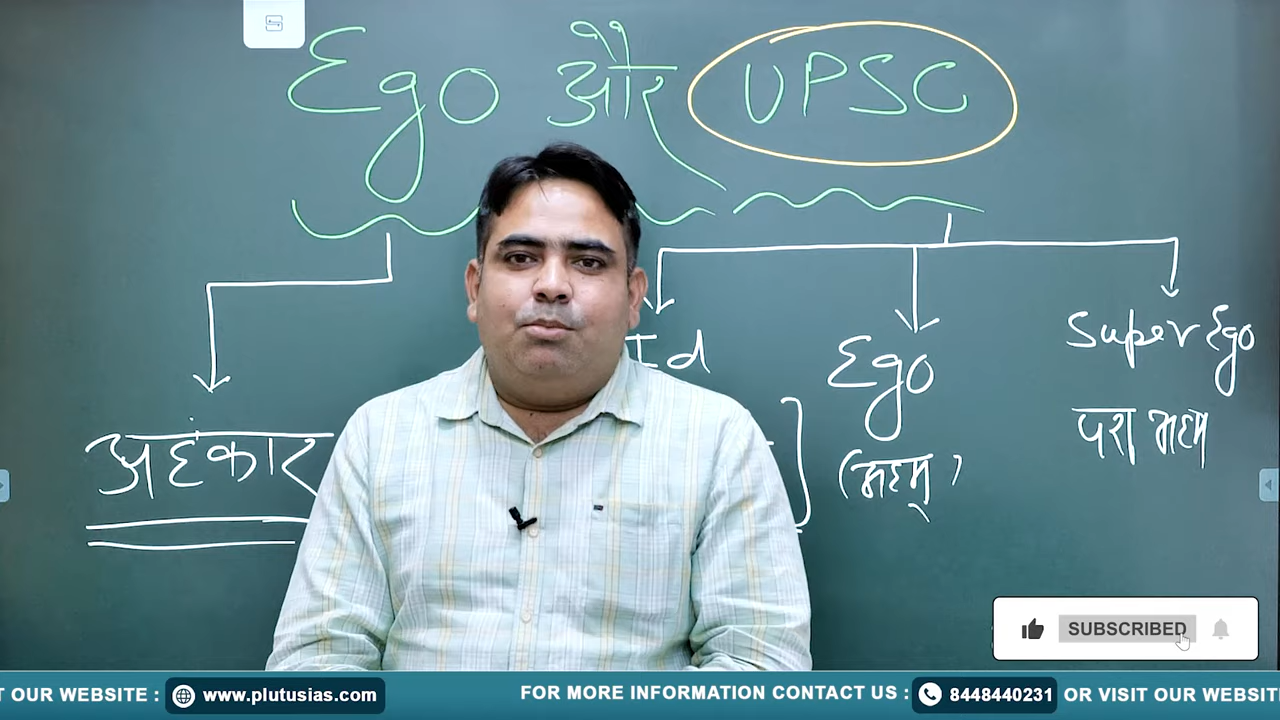 Ego और UPSC
Id
Ego
Super Ego
अहंकार
(अहम्)
परा अहम
SUBSCRIBED
T OUR WEBSITE : www.plutusias.com
FOR MORE INFORMATION CONTACT US : 8448440231 OR VISIT OUR WEBSIT